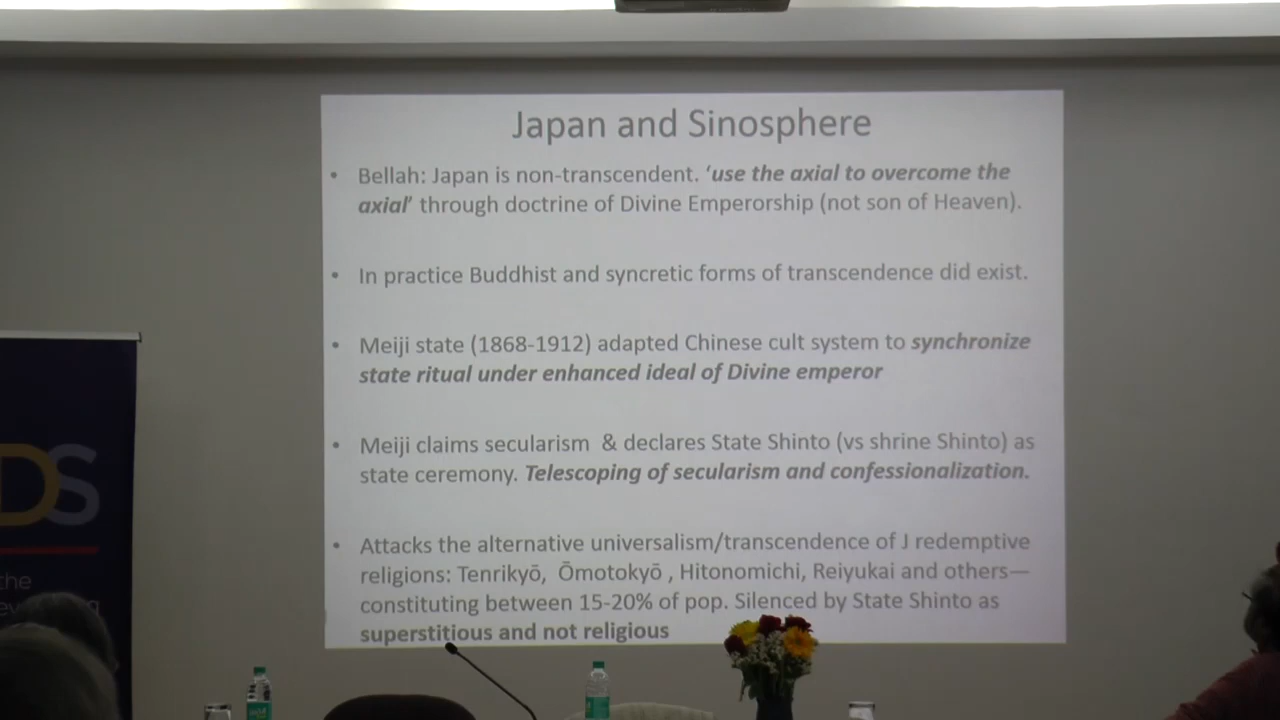 Japan and Sinosphere
• Bellah: Japan is non-transcendent. ‘use the axial to overcome the
axial’ through doctrine of Divine Emperorship (not son of Heaven).
• In practice Buddhist and syncretic forms of transcendence did exist.
• Meiji state (1868-1912) adapted Chinese cult system to synchronize
state ritual under enhanced ideal of Divine emperor
• Meiji claims secularism & declares State Shinto (vs shrine Shinto) as
state ceremony. Telescoping of secularism and confessionalization.
• Attacks the alternative universalism/transcendence of J redemptive
religions: Tenrikyō, Ōmotokyō , Hitonomichi, Reiyukai and others—
constituting between 15-20% of pop. Silenced by State Shinto as
superstitious and not religious
DS
the